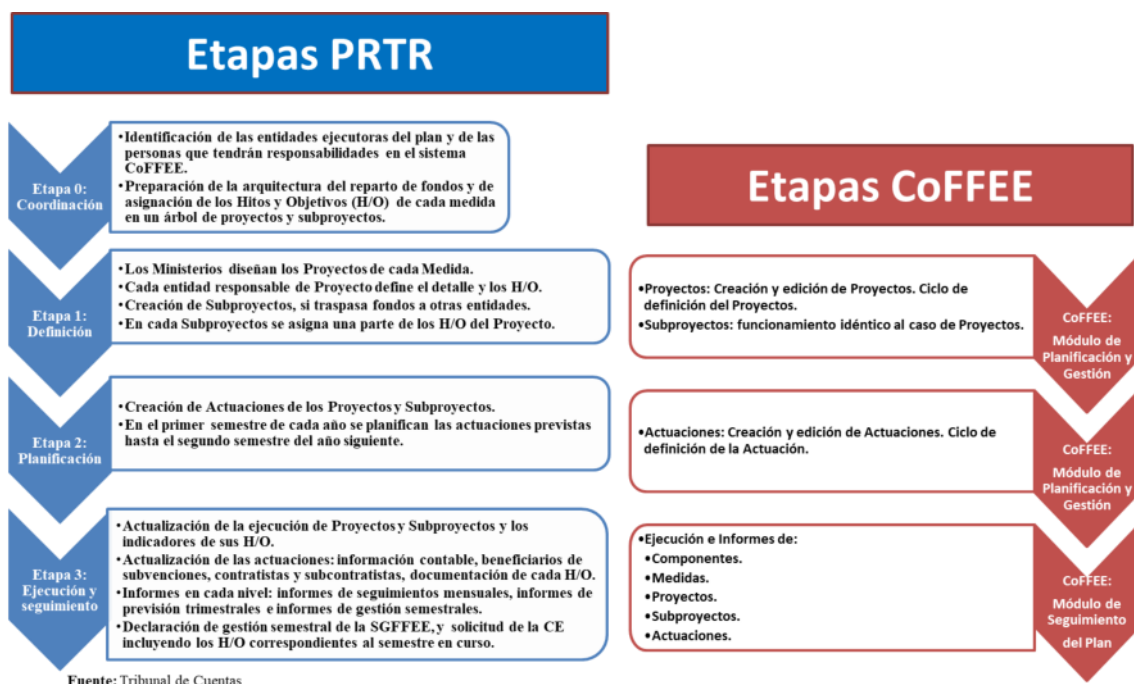 Etapas PRTR
Etapa 0:
Coordinación
•Identificación de las entidades ejecutoras del plan y de las
personas que tendrán responsabilidades en el sistema
CoFFEE.
•Preparación de la arquitectura del reparto de fondos y de
asignación de los Hitos y Objetivos (H/O) de cada medida
en un árbol de proyectos y subproyectos.
Etapa 1:
Definición
•Los Ministerios diseñan los Proyectos de cada Medida.
•Cada entidad responsable de Proyecto define el detalle y los H/O.
•Creación de Subproyectos, si traspasa fondos a otras entidades.
•En cada Subproyectos se asigna una parte de los H/O del Proyecto.
Etapa 2:
Planificación
•Creación de Actuaciones de los Proyectos y Subproyectos.
•En el primer semestre de cada año se planifican las actuaciones previstas
hasta el segundo semestre del año siguiente.
Etapa 3:
Ejecución y
seguimiento
•Actualización de la ejecución de Proyectos y Subproyectos y los
indicadores de sus H/O.
•Actualización de las actuaciones: información contable, beneficiarios de
subvenciones, contratistas y subcontratistas, documentación de cada H/O.
•Informes en cada nivel: informes de seguimientos mensuales, informes de
previsión trimestrales e informes de gestión semestrales.
•Declaración de gestión semestral de la SGFFEE, y solicitud de la CE
incluyendo los H/O correspondientes al semestre en curso.
Fuente: Tribunal de Cuentas
Etapas CoFFEE
•Proyectos: Creación y edición de Proyectos. Ciclo de
definición del Proyectos.
•Subproyectos: funcionamiento idéntico al caso de Proyectos.
CoFFEE:
Módulo de
Planificación y
Gestión
•Actuaciones: Creación y edición de Actuaciones. Ciclo de
definición de la Actuación.
CoFFEE:
Módulo de
Planificación y
Gestión
•Ejecución e Informes de:
•Componentes.
•Medidas.
•Proyectos.
•Subproyectos.
•Actuaciones.
CoFFEE:
Módulo de
Seguimiento
del Plan